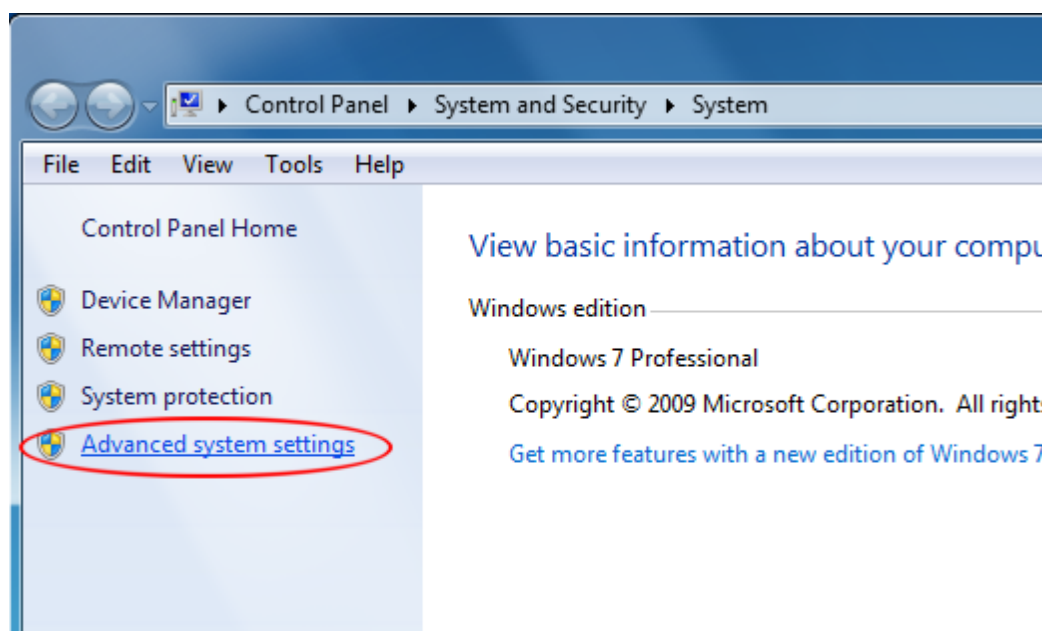 Control Panel System and Security System
File Edit View Tools Help
Control Panel Home
Device Manager
Remote settings
System protection
Advanced system settings
View basic information about your compu
Windows edition
Windows 7 Professional
Copyright © 2009 Microsoft Corporation. All rights
Get more features with a new edition of Windows 7